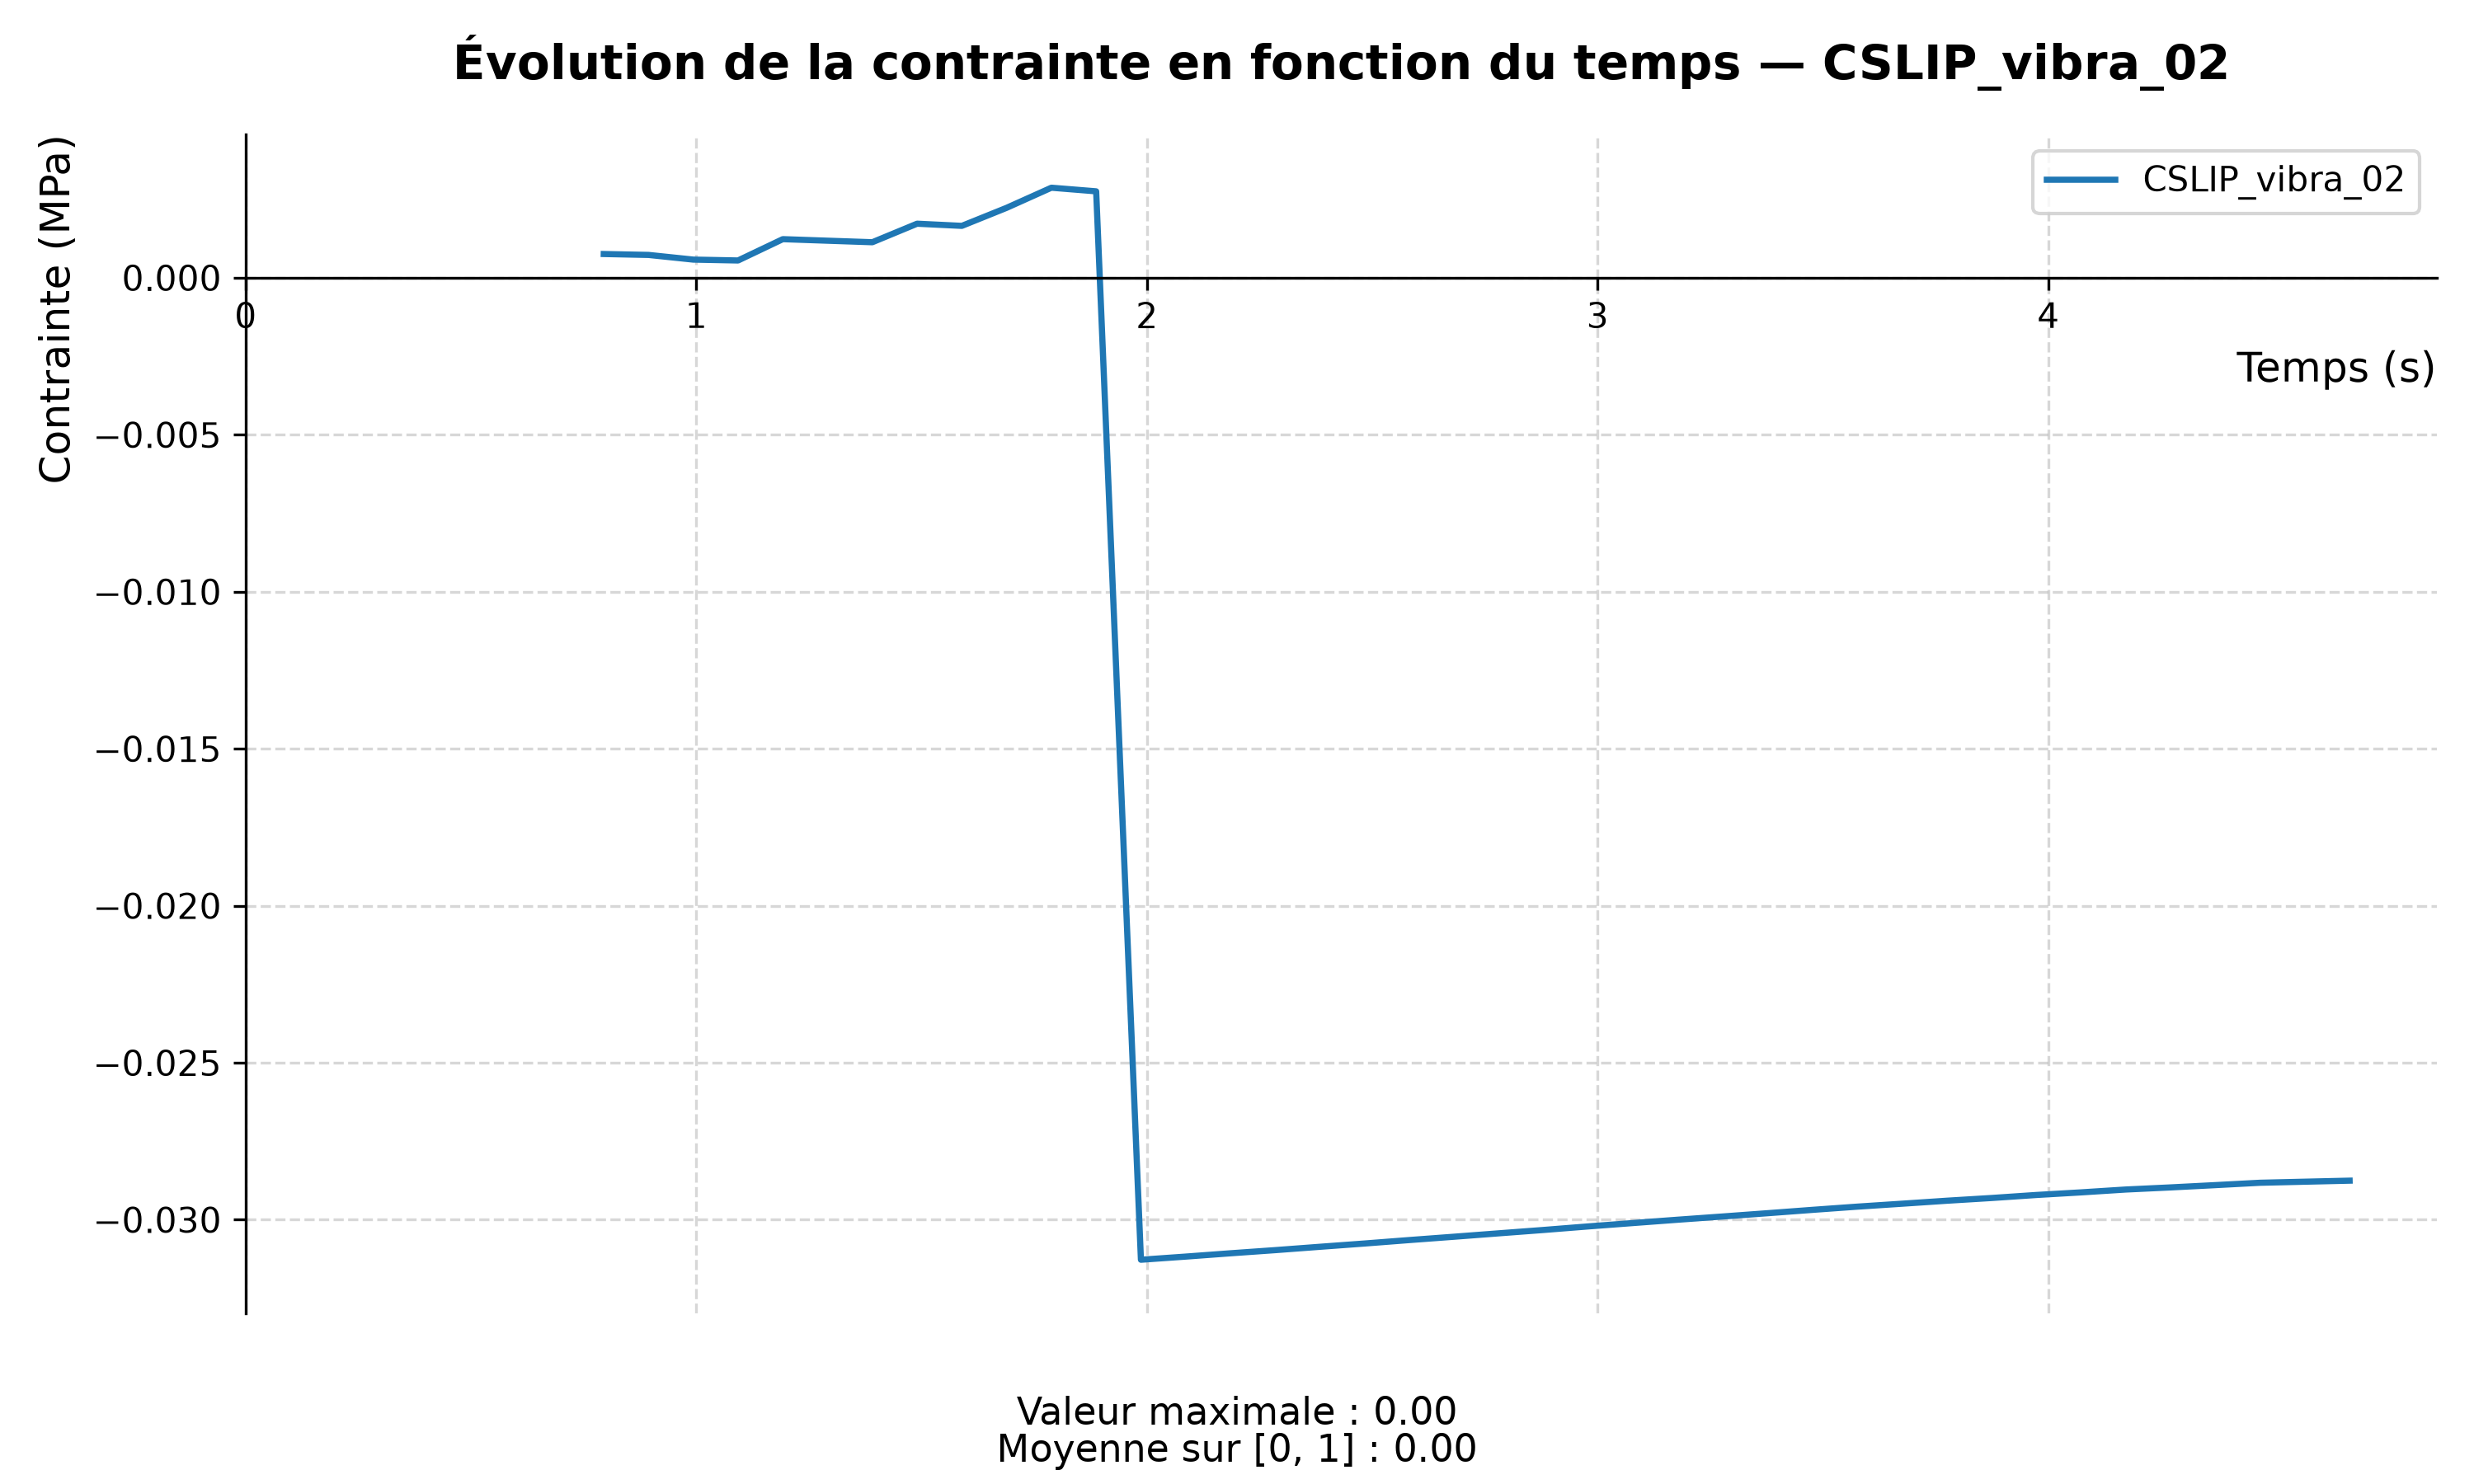 Évolution de la contrainte en fonction du temps — CSLIP_vibra_02
Contrainte (MPa)
CSLIP_vibra_02
0.000
0
1
2
3
4
Temps (s)
−0.005
−0.010
−0.015
−0.020
−0.025
−0.030
Valeur maximale : 0.00
Moyenne sur [0, 1] : 0.00